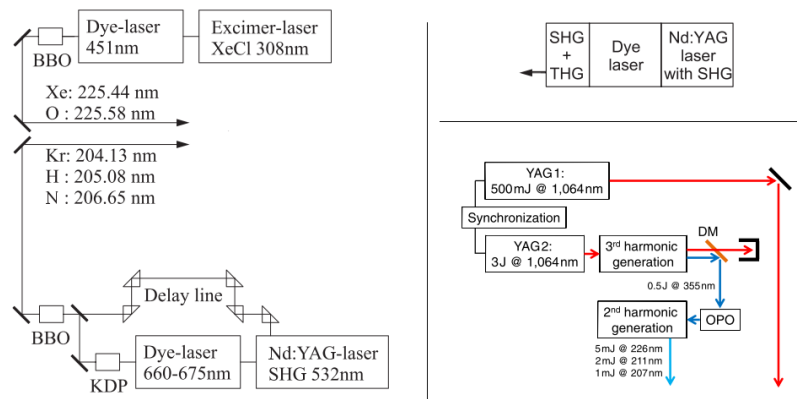 Dye-laser
451nm
Excimer-laser
XeCl 308nm
BBO
Xe: 225.44 nm
O : 225.58 nm
Kr: 204.13 nm
H : 205.08 nm
N : 206.65 nm
Delay line
BBO
KDP
Dye-laser
660-675nm
Nd:YAG-laser
SHG 532nm
SHG
+
THG
Dye
laser
Nd:YAG
laser
with SHG
YAG1:
500mJ @ 1,064nm
Synchronization
YAG2:
3J @ 1,064nm
3rd harmonic
generation
DM
0.5J @ 355nm
2nd harmonic
generation
OPO
5mJ @ 226nm
2mJ @ 211nm
1mJ @ 207nm